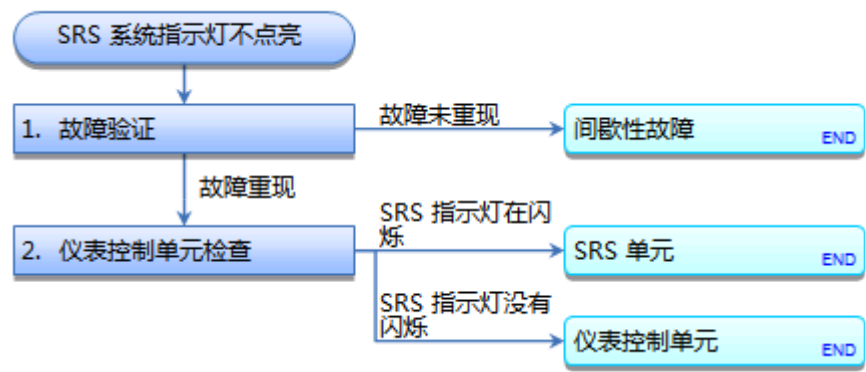 SRS 系统指示灯不点亮
1. 故障验证
故障未重现
间歇性故障
END
故障重现
2. 仪表控制单元检查
SRS 指示灯在闪
烁
SRS 单元
END
SRS 指示灯没有
闪烁
仪表控制单元
END